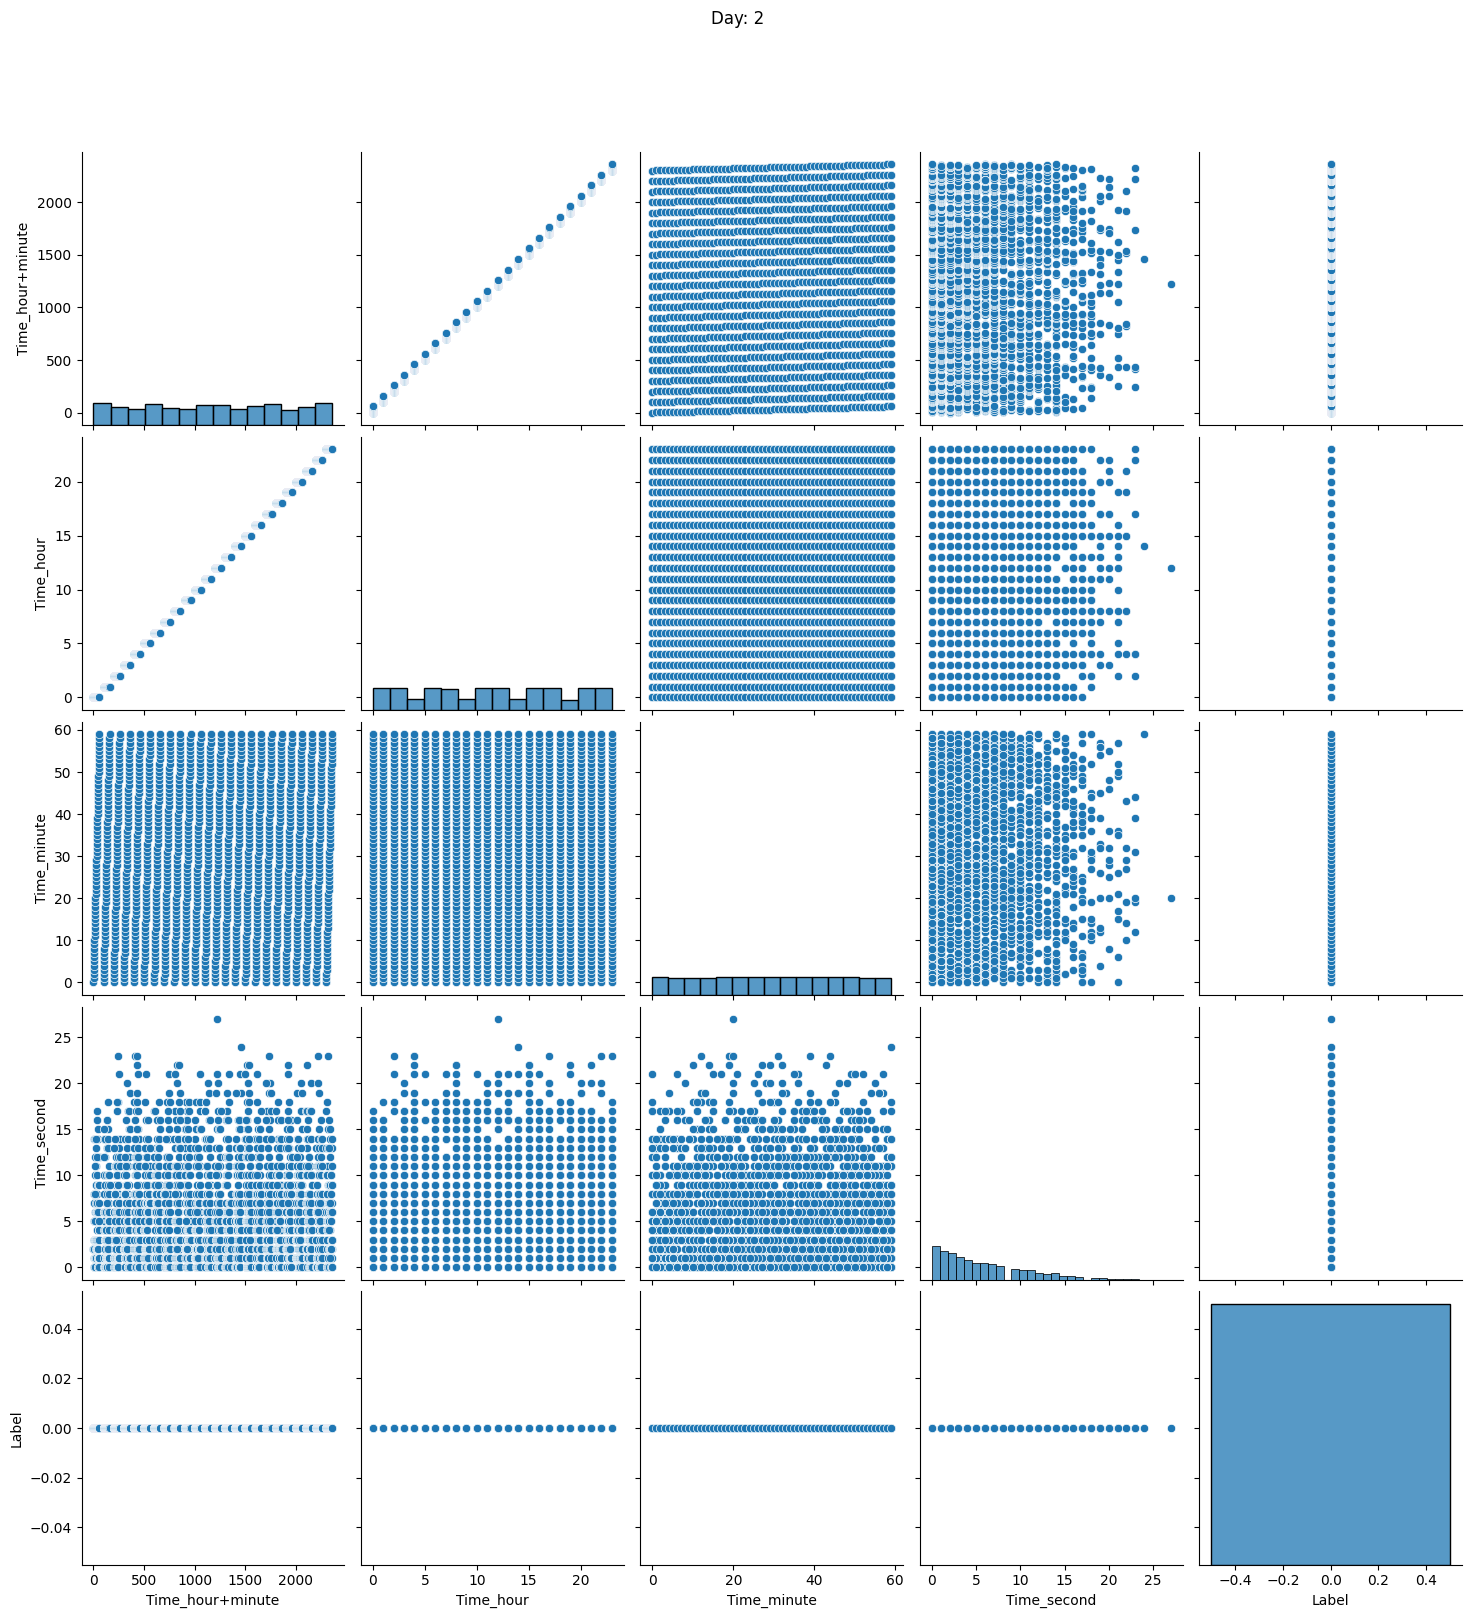 Day: 2
Time_hour+minute
2000
1500
1000
500
0
Time_hour
20
15
10
5
0
Time_minute
60
50
40
30
20
10
0
Time_second
25
20
15
10
5
0
Label
0.04
0.02
0.00
−0.02
−0.04
0 500 1000 1500 2000
0 5 10 15 20
0 20 40 60
0 5 10 15 20 25
−0.4 −0.2 0.0 0.2 0.4
Time_hour+minute
Time_hour
Time_minute
Time_second
Label